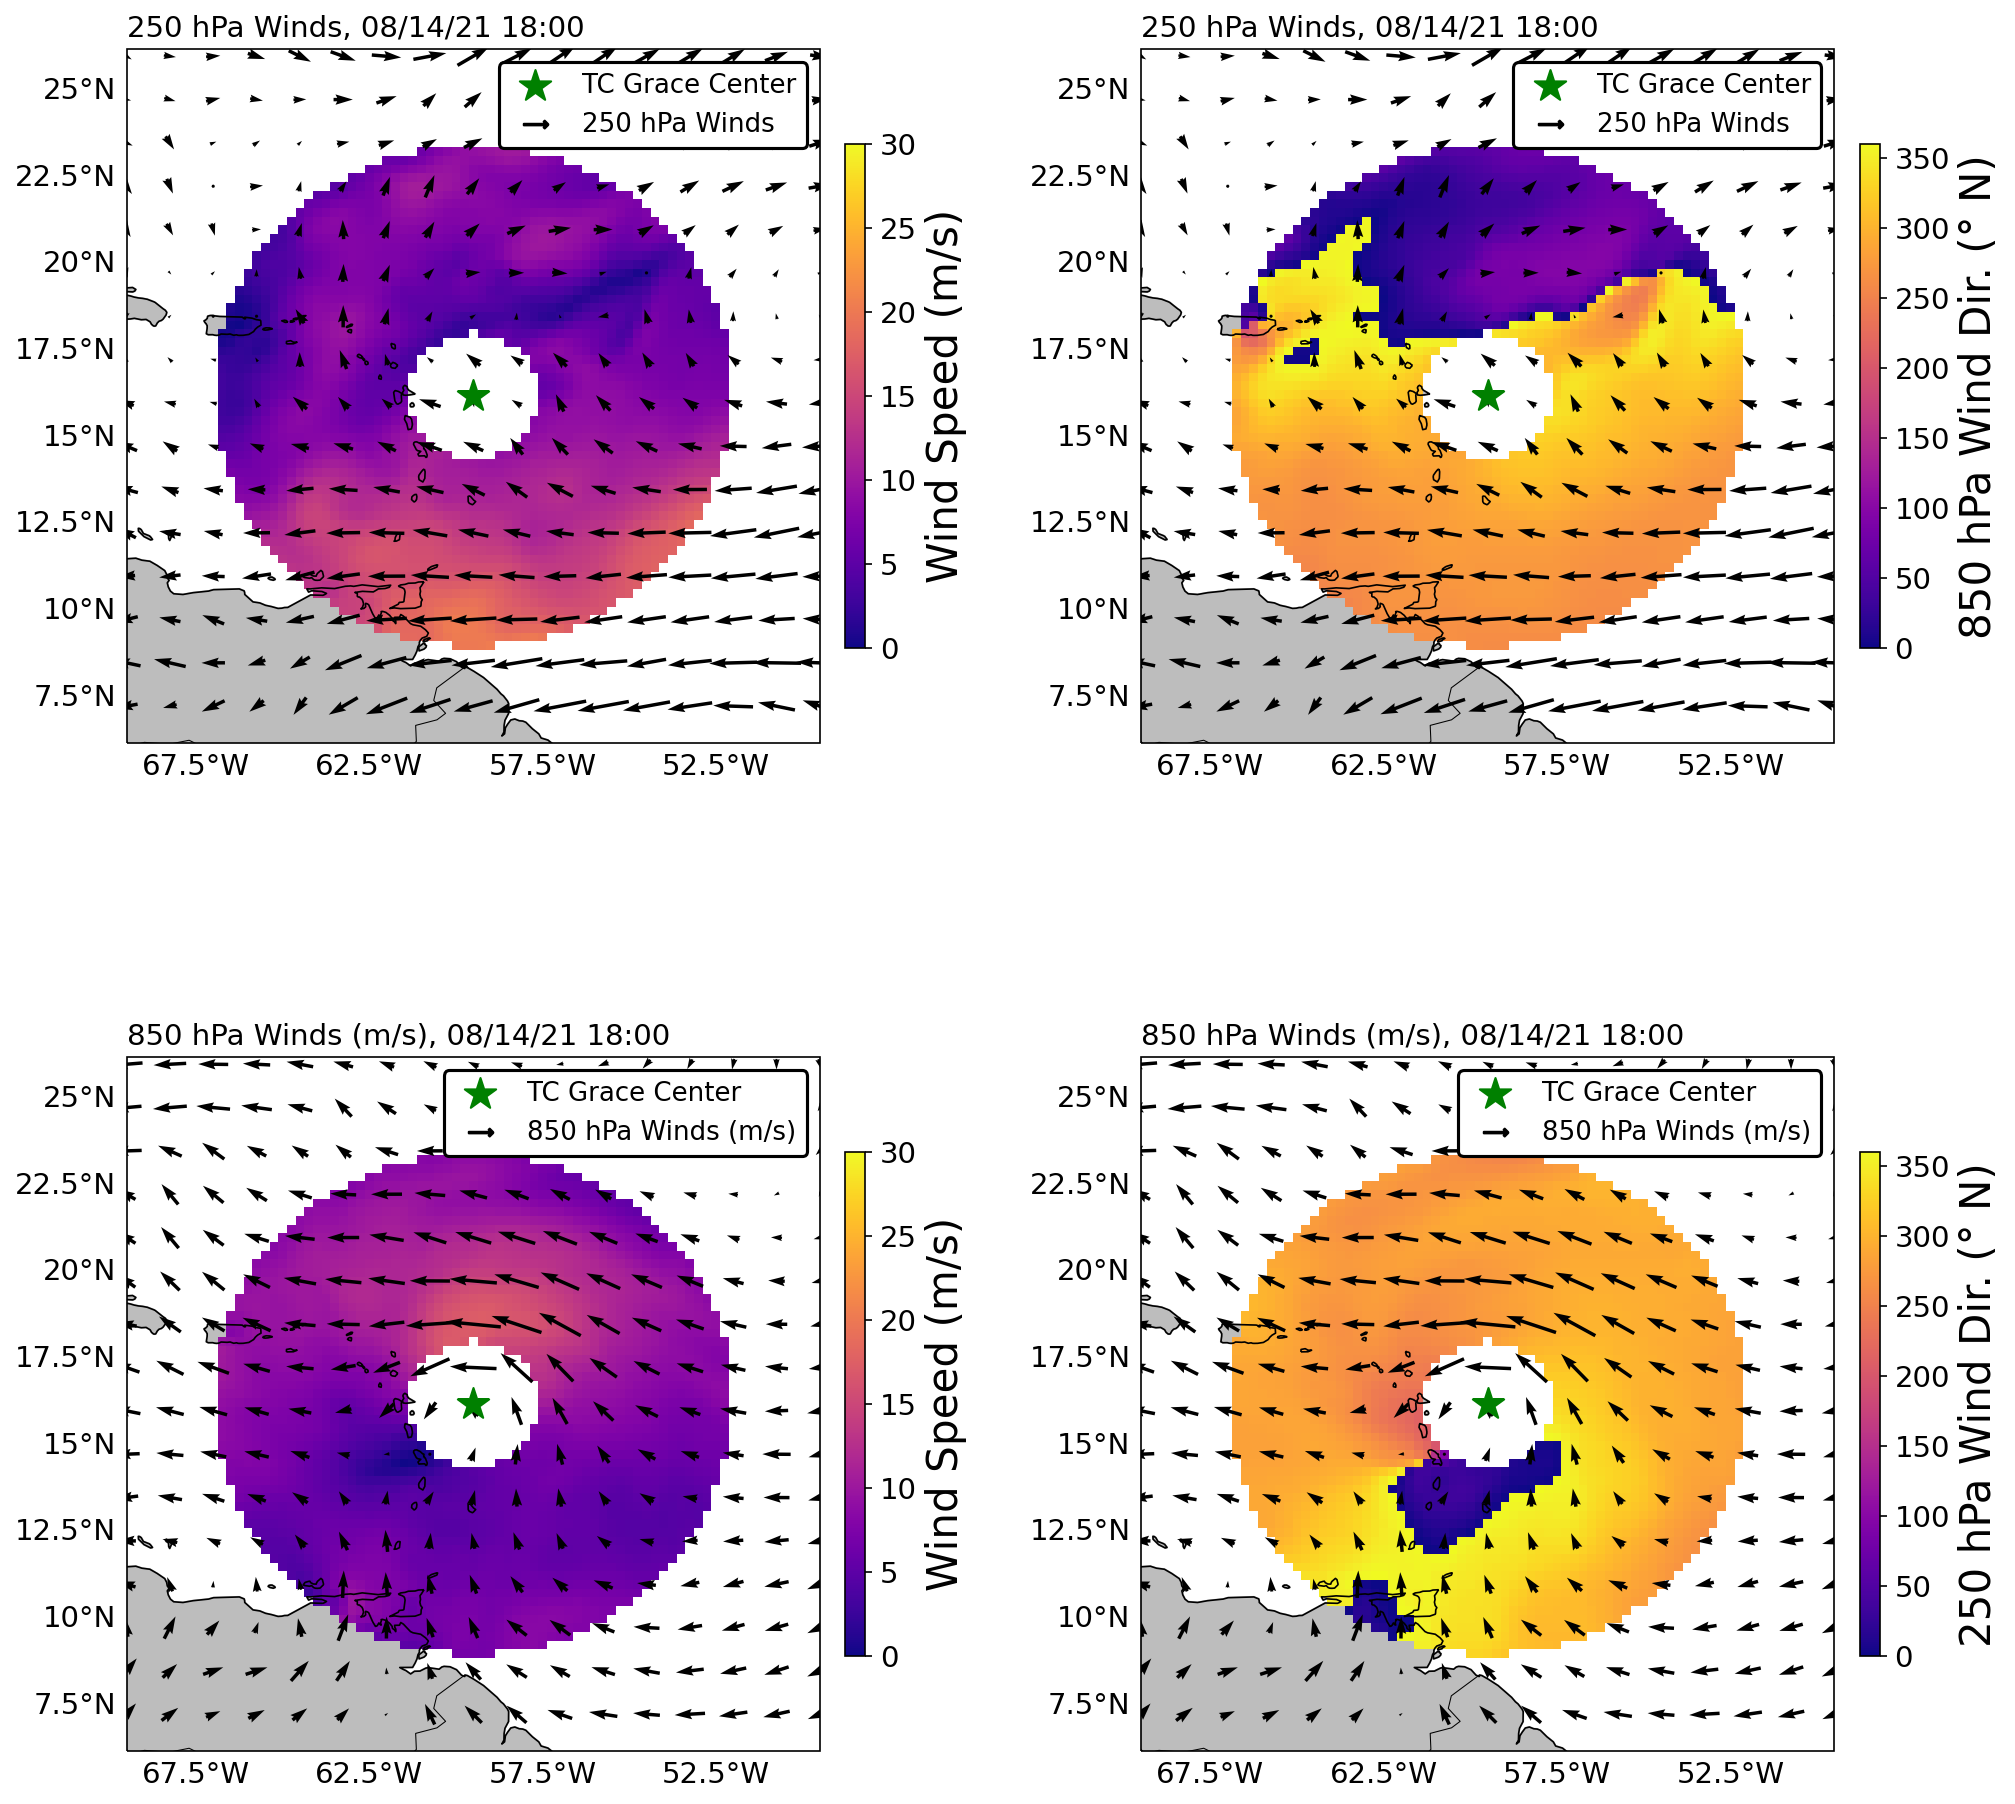 250 hPa Winds, 08/14/21 18:00
TC Grace Center
250 hPa Winds
25°N
22.5°N
20°N
17.5°N
15°N
12.5°N
10°N
7.5°N
67.5°W 62.5°W 57.5°W 52.5°W
30
25
20
15
10
5
0
Wind Speed (m/s)
250 hPa Winds, 08/14/21 18:00
TC Grace Center
250 hPa Winds
25°N
22.5°N
20°N
17.5°N
15°N
12.5°N
10°N
7.5°N
67.5°W 62.5°W 57.5°W 52.5°W
350
300
250
200
150
100
50
0
850 hPa Wind Dir. (° N)
850 hPa Winds (m/s), 08/14/21 18:00
TC Grace Center
850 hPa Winds (m/s)
25°N
22.5°N
20°N
17.5°N
15°N
12.5°N
10°N
7.5°N
67.5°W 62.5°W 57.5°W 52.5°W
30
25
20
15
10
5
0
Wind Speed (m/s)
850 hPa Winds (m/s), 08/14/21 18:00
TC Grace Center
850 hPa Winds (m/s)
25°N
22.5°N
20°N
17.5°N
15°N
12.5°N
10°N
7.5°N
67.5°W 62.5°W 57.5°W 52.5°W
350
300
250
200
150
100
50
0
250 hPa Wind Dir. (° N)